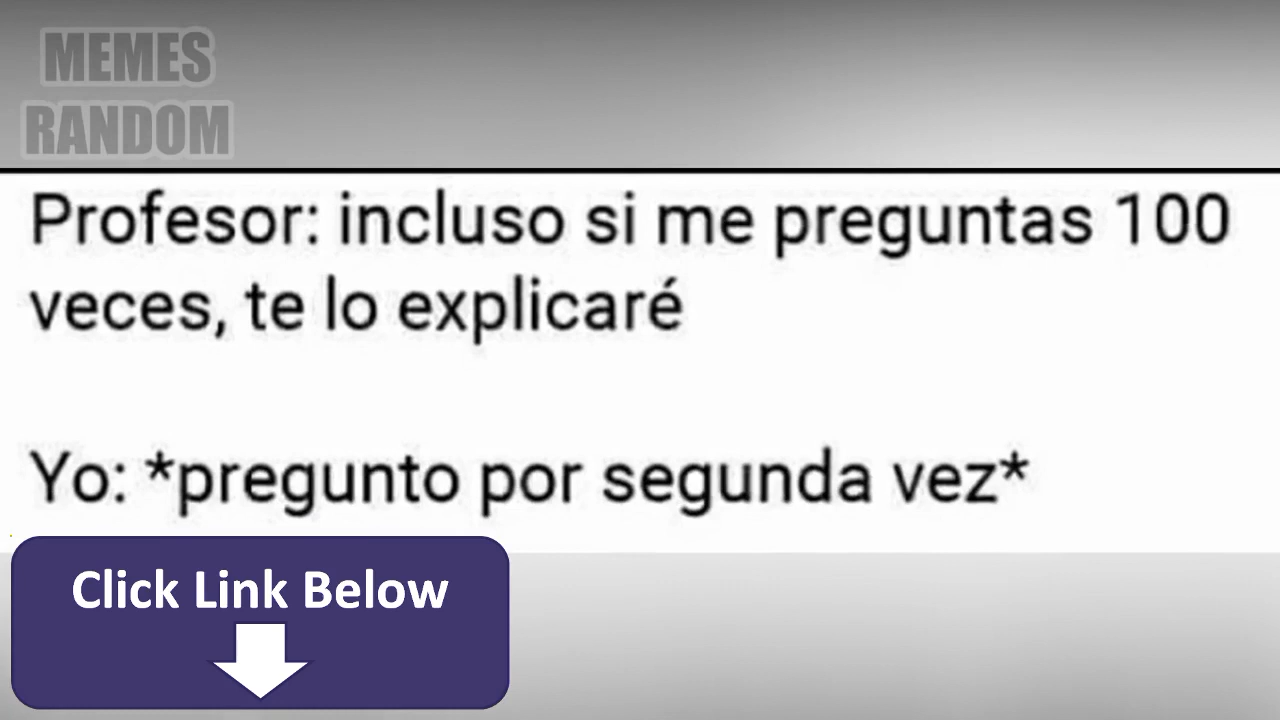 MEMES
RANDOM
Profesor: incluso si me preguntas 100
veces, te lo explicaré
Yo: *pregunto por segunda vez*
Click Link Below